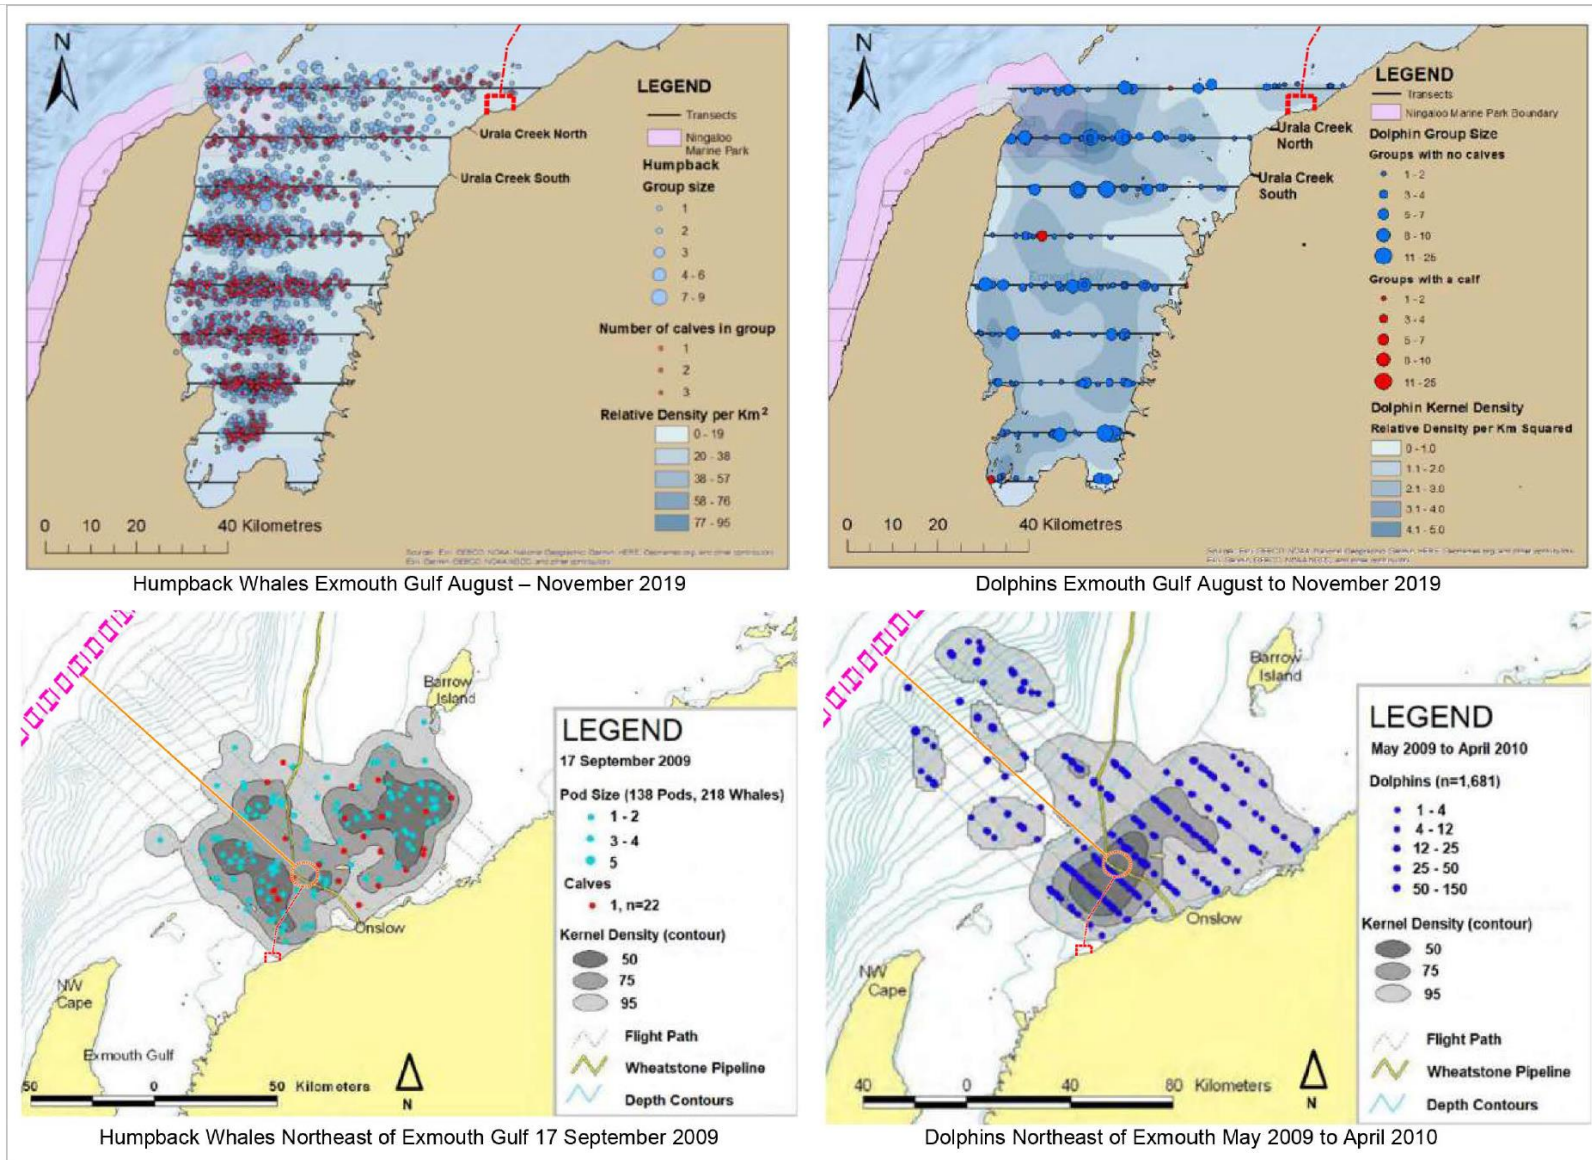 N
LEGEND
Transects
Ningaloo
Marine Park
Humpback
Group size
1
2
3
4 - 6
7 - 9
Number of calves in group
1
2
3
Relative Density per Km²
0 - 19
20 - 38
38 - 57
58 - 76
77 - 95
Urala Creek North
Urala Creek South
0 10 20 40 Kilometres
Humpback Whales Exmouth Gulf August – November 2019
N
LEGEND
Transects
Ningaloo Marine Park Boundary
Dolphin Group Size
Groups with no calves
1 - 2
3 - 4
5 - 7
8 - 10
11 - 25
Groups with a calf
1 - 2
3 - 4
5 - 7
8 - 10
11 - 25
Dolphin Kernel Density
Relative Density per Km Squared
0 - 1.0
1.1 - 2.0
2.1 - 3.0
3.1 - 4.0
4.1 - 5.0
Urala Creek
North
Urala Creek
South
Exmouth Gulf
0 10 20 40 Kilometres
Dolphins Exmouth Gulf August to November 2019
Barrow
Island
Onslow
NW
Cape
Exmouth Gulf
50 0 50 Kilometers
N
LEGEND
17 September 2009
Pod Size (138 Pods, 218 Whales)
1 - 2
3 - 4
5
Calves
1, n=22
Kernel Density (contour)
50
75
95
Flight Path
Wheatstone Pipeline
Depth Contours
Humpback Whales Northeast of Exmouth Gulf 17 September 2009
Barrow
Island
Onslow
NW
Cape
40 0 40 80 Kilometers
N
LEGEND
May 2009 to April 2010
Dolphins (n=1,681)
1 - 4
4 - 12
12 - 25
25 - 50
50 - 150
Kernel Density (contour)
50
75
95
Flight Path
Wheatstone Pipeline
Depth Contours
Dolphins Northeast of Exmouth May 2009 to April 2010